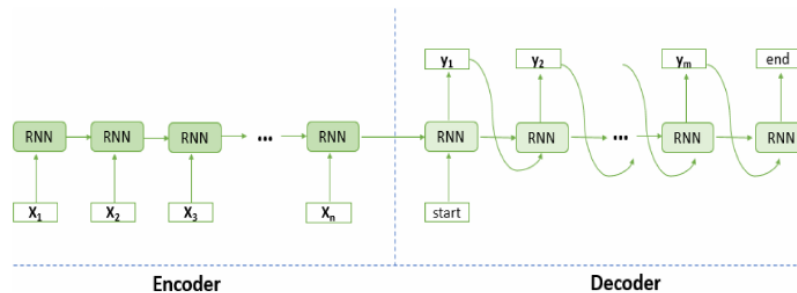 y1 y2 ym end
RNN RNN RNN ... RNN RNN RNN ... RNN RNN
X1 X2 X3 Xn start
Encoder Decoder